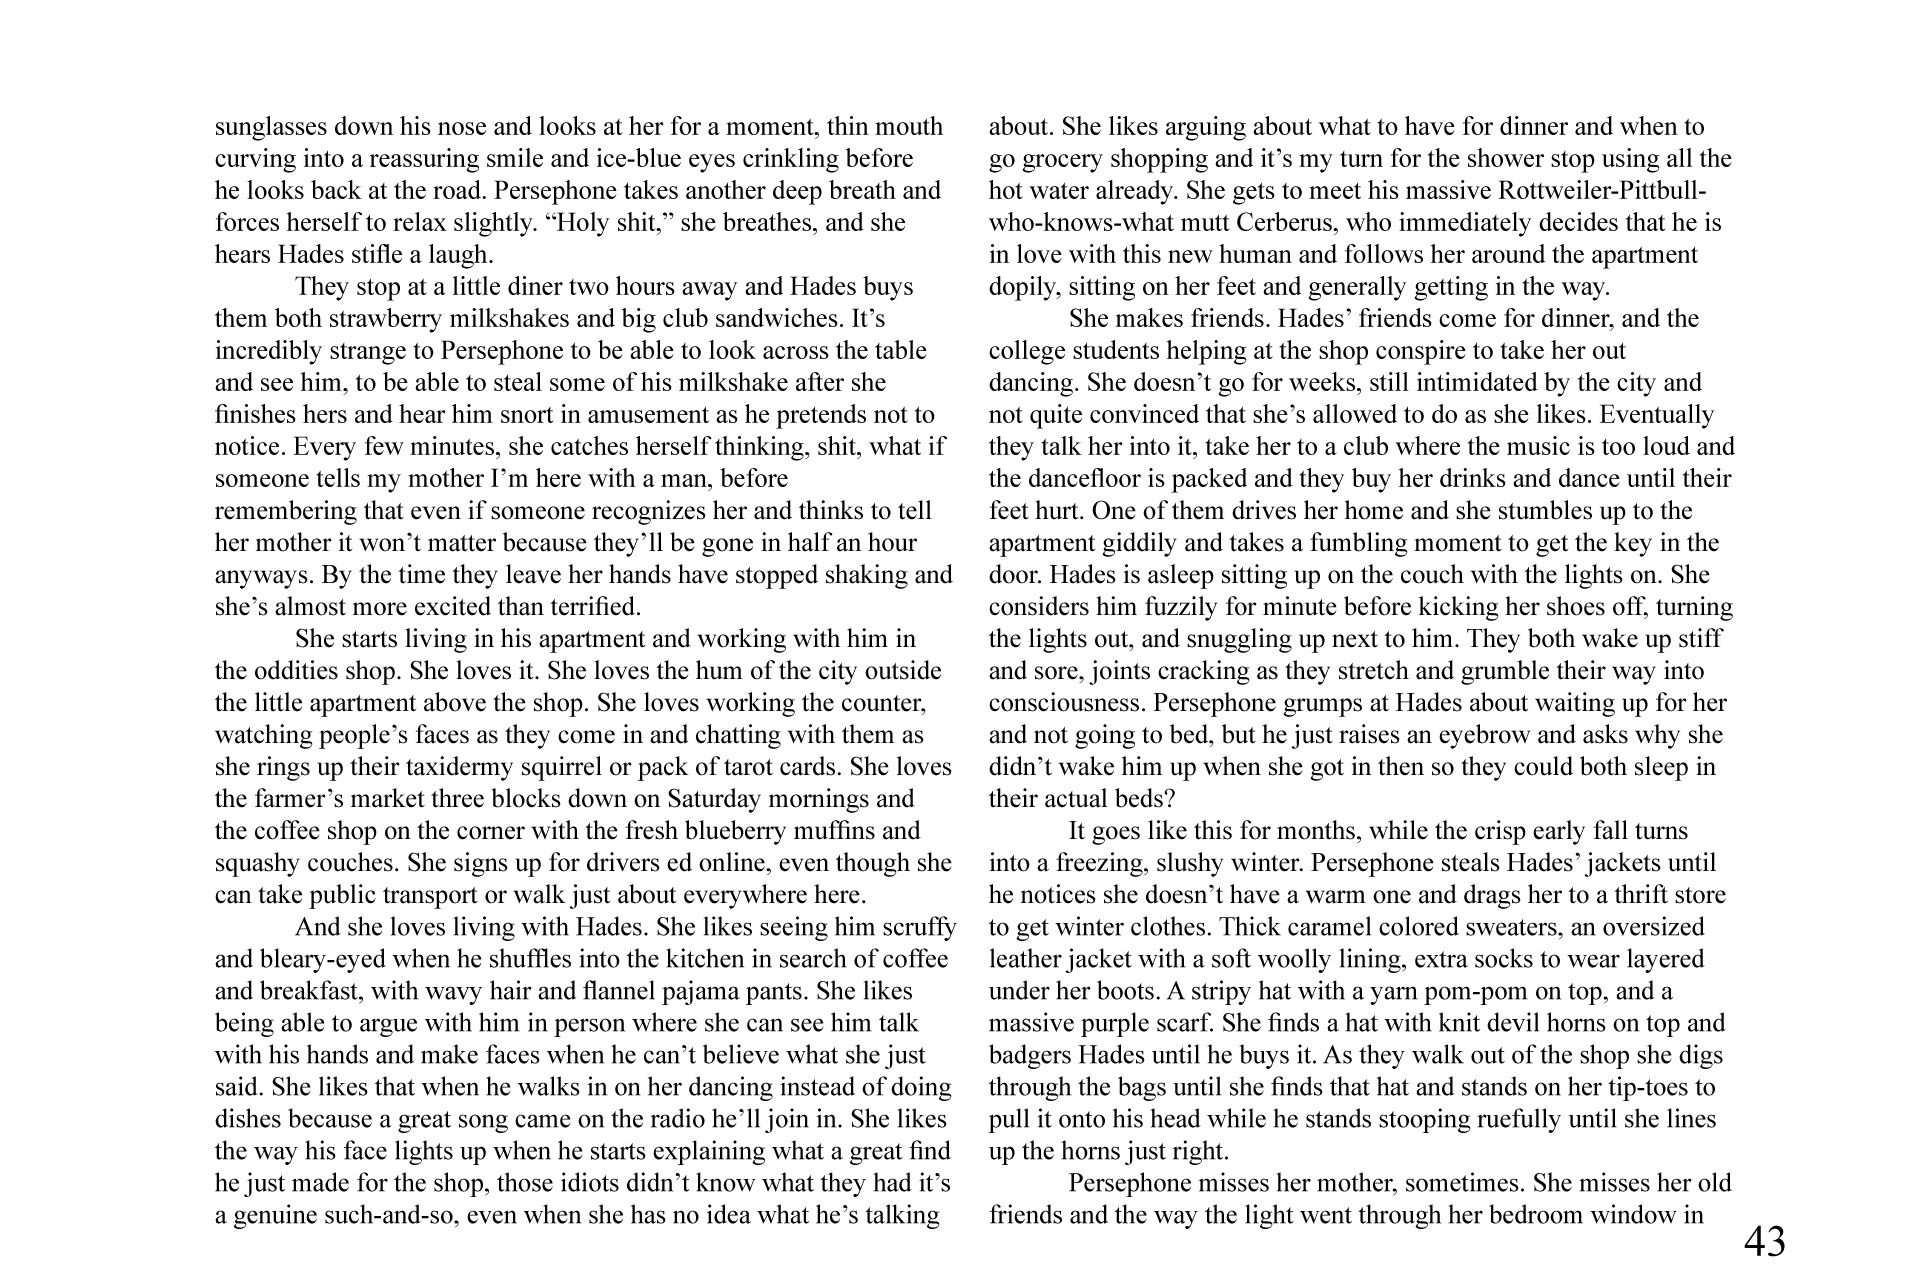 sunglasses down his nose and looks at her for a moment, thin mouth
curving into a reassuring smile and ice-blue eyes crinkling before
he looks back at the road. Persephone takes another deep breath and
forces herself to relax slightly. “Holy shit,” she breathes, and she
hears Hades stifle a laugh.
They stop at a little diner two hours away and Hades buys
them both strawberry milkshakes and big club sandwiches. It’s
incredibly strange to Persephone to be able to look across the table
and see him, to be able to steal some of his milkshake after she
finishes hers and hear him snort in amusement as he pretends not to
notice. Every few minutes, she catches herself thinking, shit, what if
someone tells my mother I’m here with a man, before
remembering that even if someone recognizes her and thinks to tell
her mother it won’t matter because they’ll be gone in half an hour
anyways. By the time they leave her hands have stopped shaking and
she’s almost more excited than terrified.
She starts living in his apartment and working with him in
the oddities shop. She loves it. She loves the hum of the city outside
the little apartment above the shop. She loves working the counter,
watching people’s faces as they come in and chatting with them as
she rings up their taxidermy squirrel or pack of tarot cards. She loves
the farmer’s market three blocks down on Saturday mornings and
the coffee shop on the corner with the fresh blueberry muffins and
squashy couches. She signs up for drivers ed online, even though she
can take public transport or walk just about everywhere here.
And she loves living with Hades. She likes seeing him scruffy
and bleary-eyed when he shuffles into the kitchen in search of coffee
and breakfast, with wavy hair and flannel pajama pants. She likes
being able to argue with him in person where she can see him talk
with his hands and make faces when he can’t believe what she just
said. She likes that when he walks in on her dancing instead of doing
dishes because a great song came on the radio he’ll join in. She likes
the way his face lights up when he starts explaining what a great find
he just made for the shop, those idiots didn’t know what they had it’s
a genuine such-and-so, even when she has no idea what he’s talking
about. She likes arguing about what to have for dinner and when to
go grocery shopping and it’s my turn for the shower stop using all the
hot water already. She gets to meet his massive Rottweiler-Pittbull-
who-knows-what mutt Cerberus, who immediately decides that he is
in love with this new human and follows her around the apartment
dopily, sitting on her feet and generally getting in the way.
She makes friends. Hades’ friends come for dinner, and the
college students helping at the shop conspire to take her out
dancing. She doesn’t go for weeks, still intimidated by the city and
not quite convinced that she’s allowed to do as she likes. Eventually
they talk her into it, take her to a club where the music is too loud and
the dancefloor is packed and they buy her drinks and dance until their
feet hurt. One of them drives her home and she stumbles up to the
apartment giddily and takes a fumbling moment to get the key in the
door. Hades is asleep sitting up on the couch with the lights on. She
considers him fuzzily for minute before kicking her shoes off, turning
the lights out, and snuggling up next to him. They both wake up stiff
and sore, joints cracking as they stretch and grumble their way into
consciousness. Persephone grumps at Hades about waiting up for her
and not going to bed, but he just raises an eyebrow and asks why she
didn’t wake him up when she got in then so they could both sleep in
their actual beds?
It goes like this for months, while the crisp early fall turns
into a freezing, slushy winter. Persephone steals Hades’ jackets until
he notices she doesn’t have a warm one and drags her to a thrift store
to get winter clothes. Thick caramel colored sweaters, an oversized
leather jacket with a soft woolly lining, extra socks to wear layered
under her boots. A stripy hat with a yarn pom-pom on top, and a
massive purple scarf. She finds a hat with knit devil horns on top and
badgers Hades until he buys it. As they walk out of the shop she digs
through the bags until she finds that hat and stands on her tip-toes to
pull it onto his head while he stands stooping ruefully until she lines
up the horns just right.
Persephone misses her mother, sometimes. She misses her old
friends and the way the light went through her bedroom window in
43